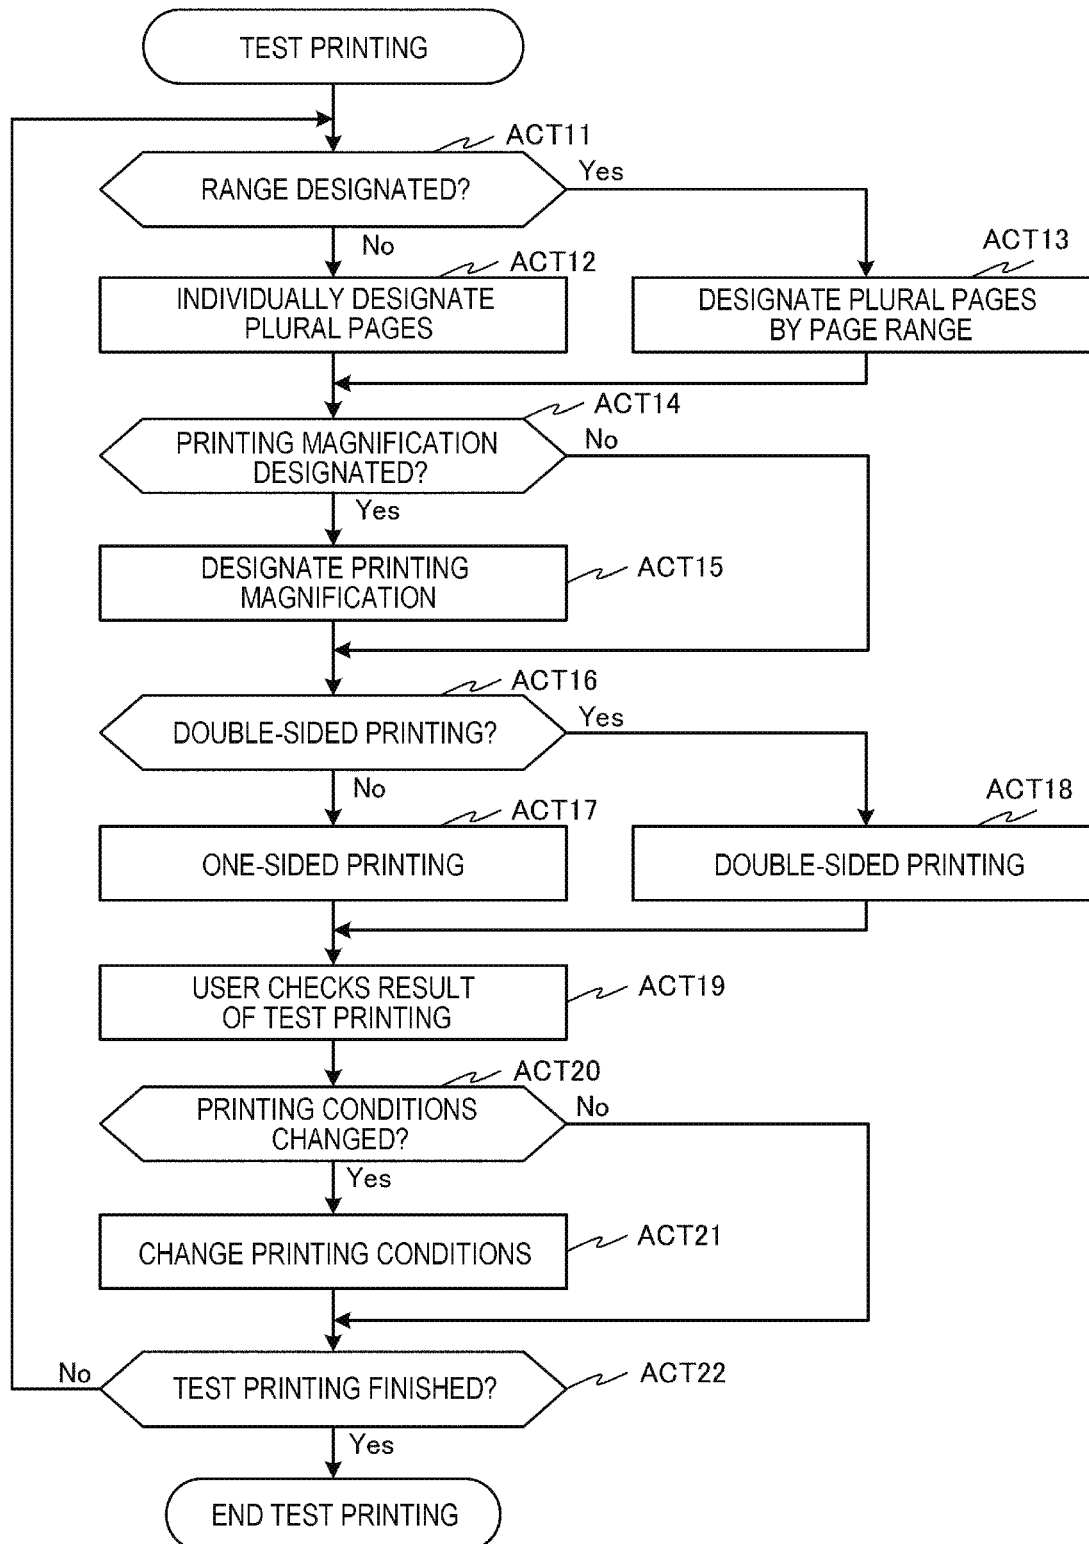 TEST PRINTING
ACT11
RANGE DESIGNATED?
Yes
No
ACT12
INDIVIDUALLY DESIGNATE
PLURAL PAGES
ACT13
DESIGNATE PLURAL PAGES
BY PAGE RANGE
ACT14
PRINTING MAGNIFICATION
DESIGNATED?
No
Yes
DESIGNATE PRINTING
MAGNIFICATION
ACT15
ACT16
DOUBLE-SIDED PRINTING?
Yes
No
ACT17
ONE-SIDED PRINTING
ACT18
DOUBLE-SIDED PRINTING
USER CHECKS RESULT
OF TEST PRINTING
ACT19
ACT20
PRINTING CONDITIONS
CHANGED?
No
Yes
CHANGE PRINTING CONDITIONS
ACT21
No
TEST PRINTING FINISHED?
ACT22
Yes
END TEST PRINTING